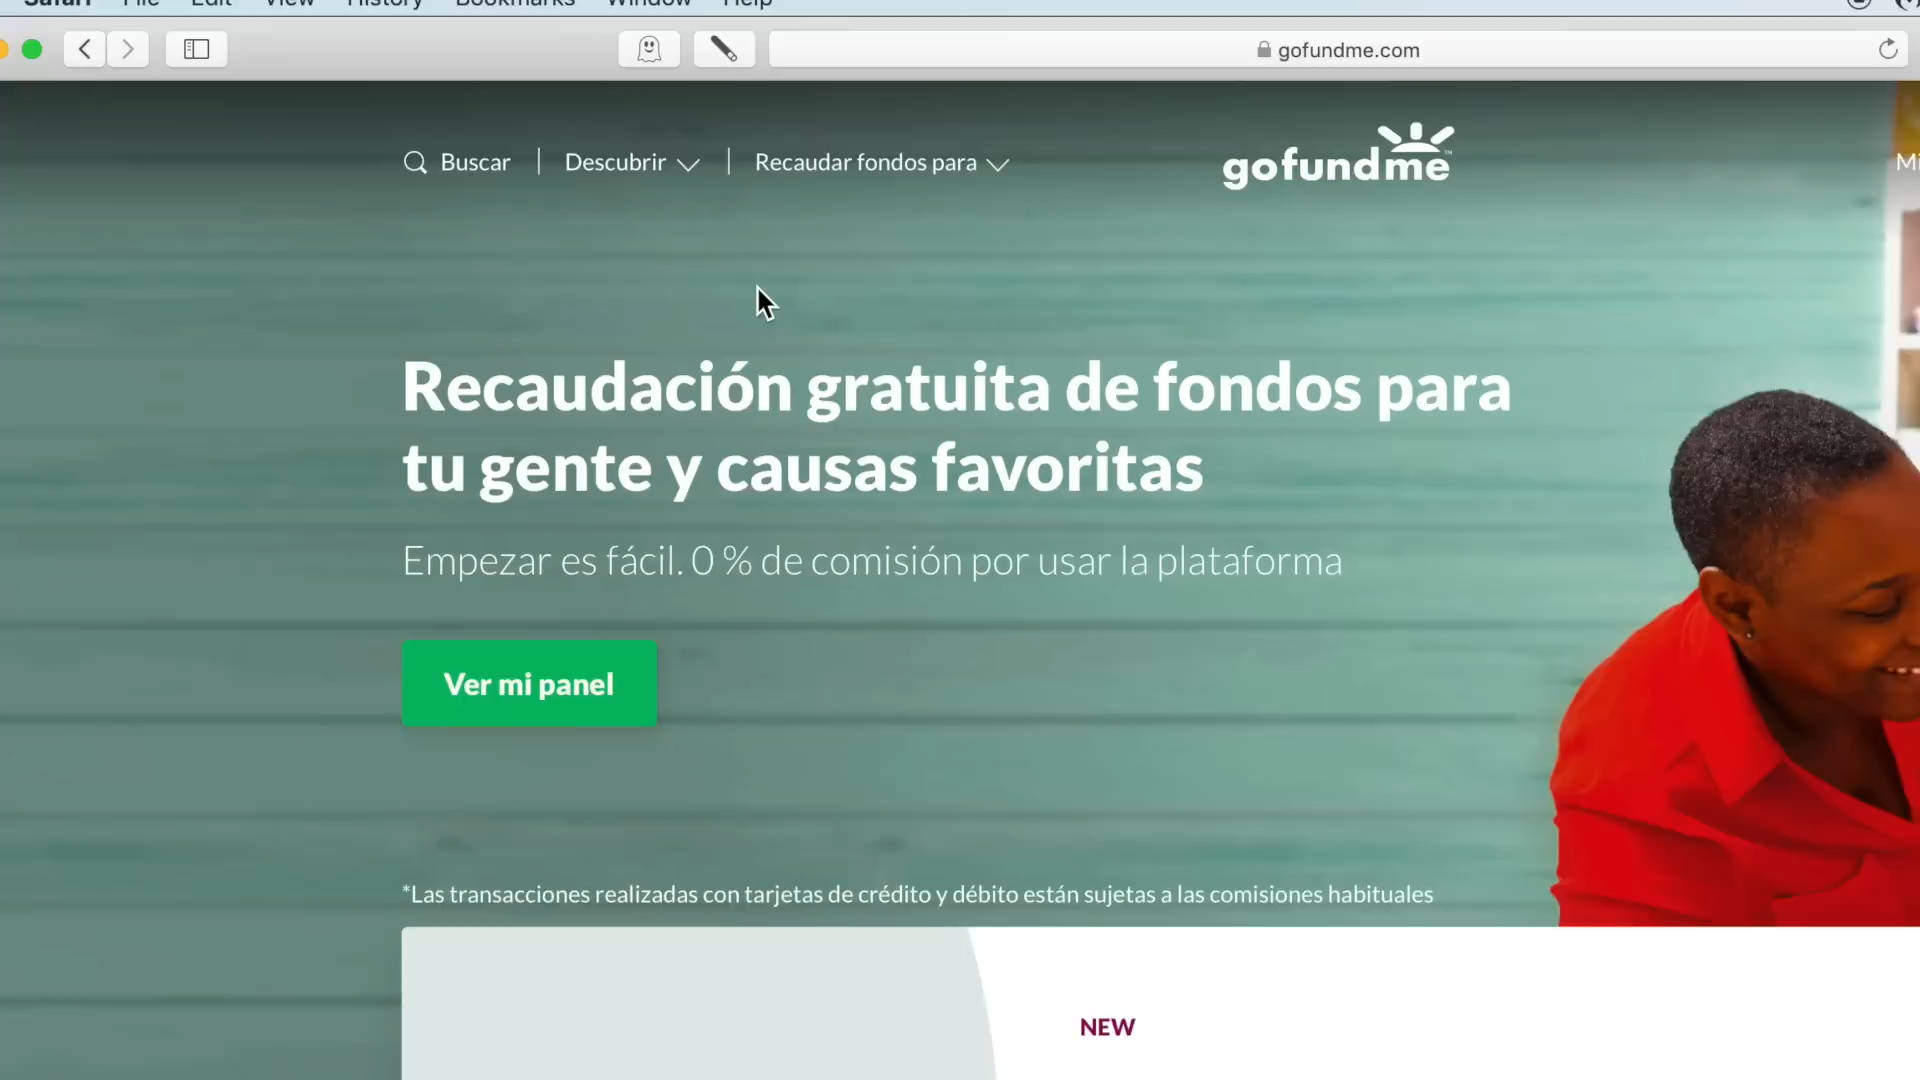 Safari File Edit View History Bookmarks Window Help
gofundme.com
Buscar
Descubrir
Recaudar fondos para
gofundme™
Recaudación gratuita de fondos para
tu gente y causas favoritas
Empezar es fácil. 0 % de comisión por usar la plataforma
Ver mi panel
*Las transacciones realizadas con tarjetas de crédito y débito están sujetas a las comisiones habituales
NEW